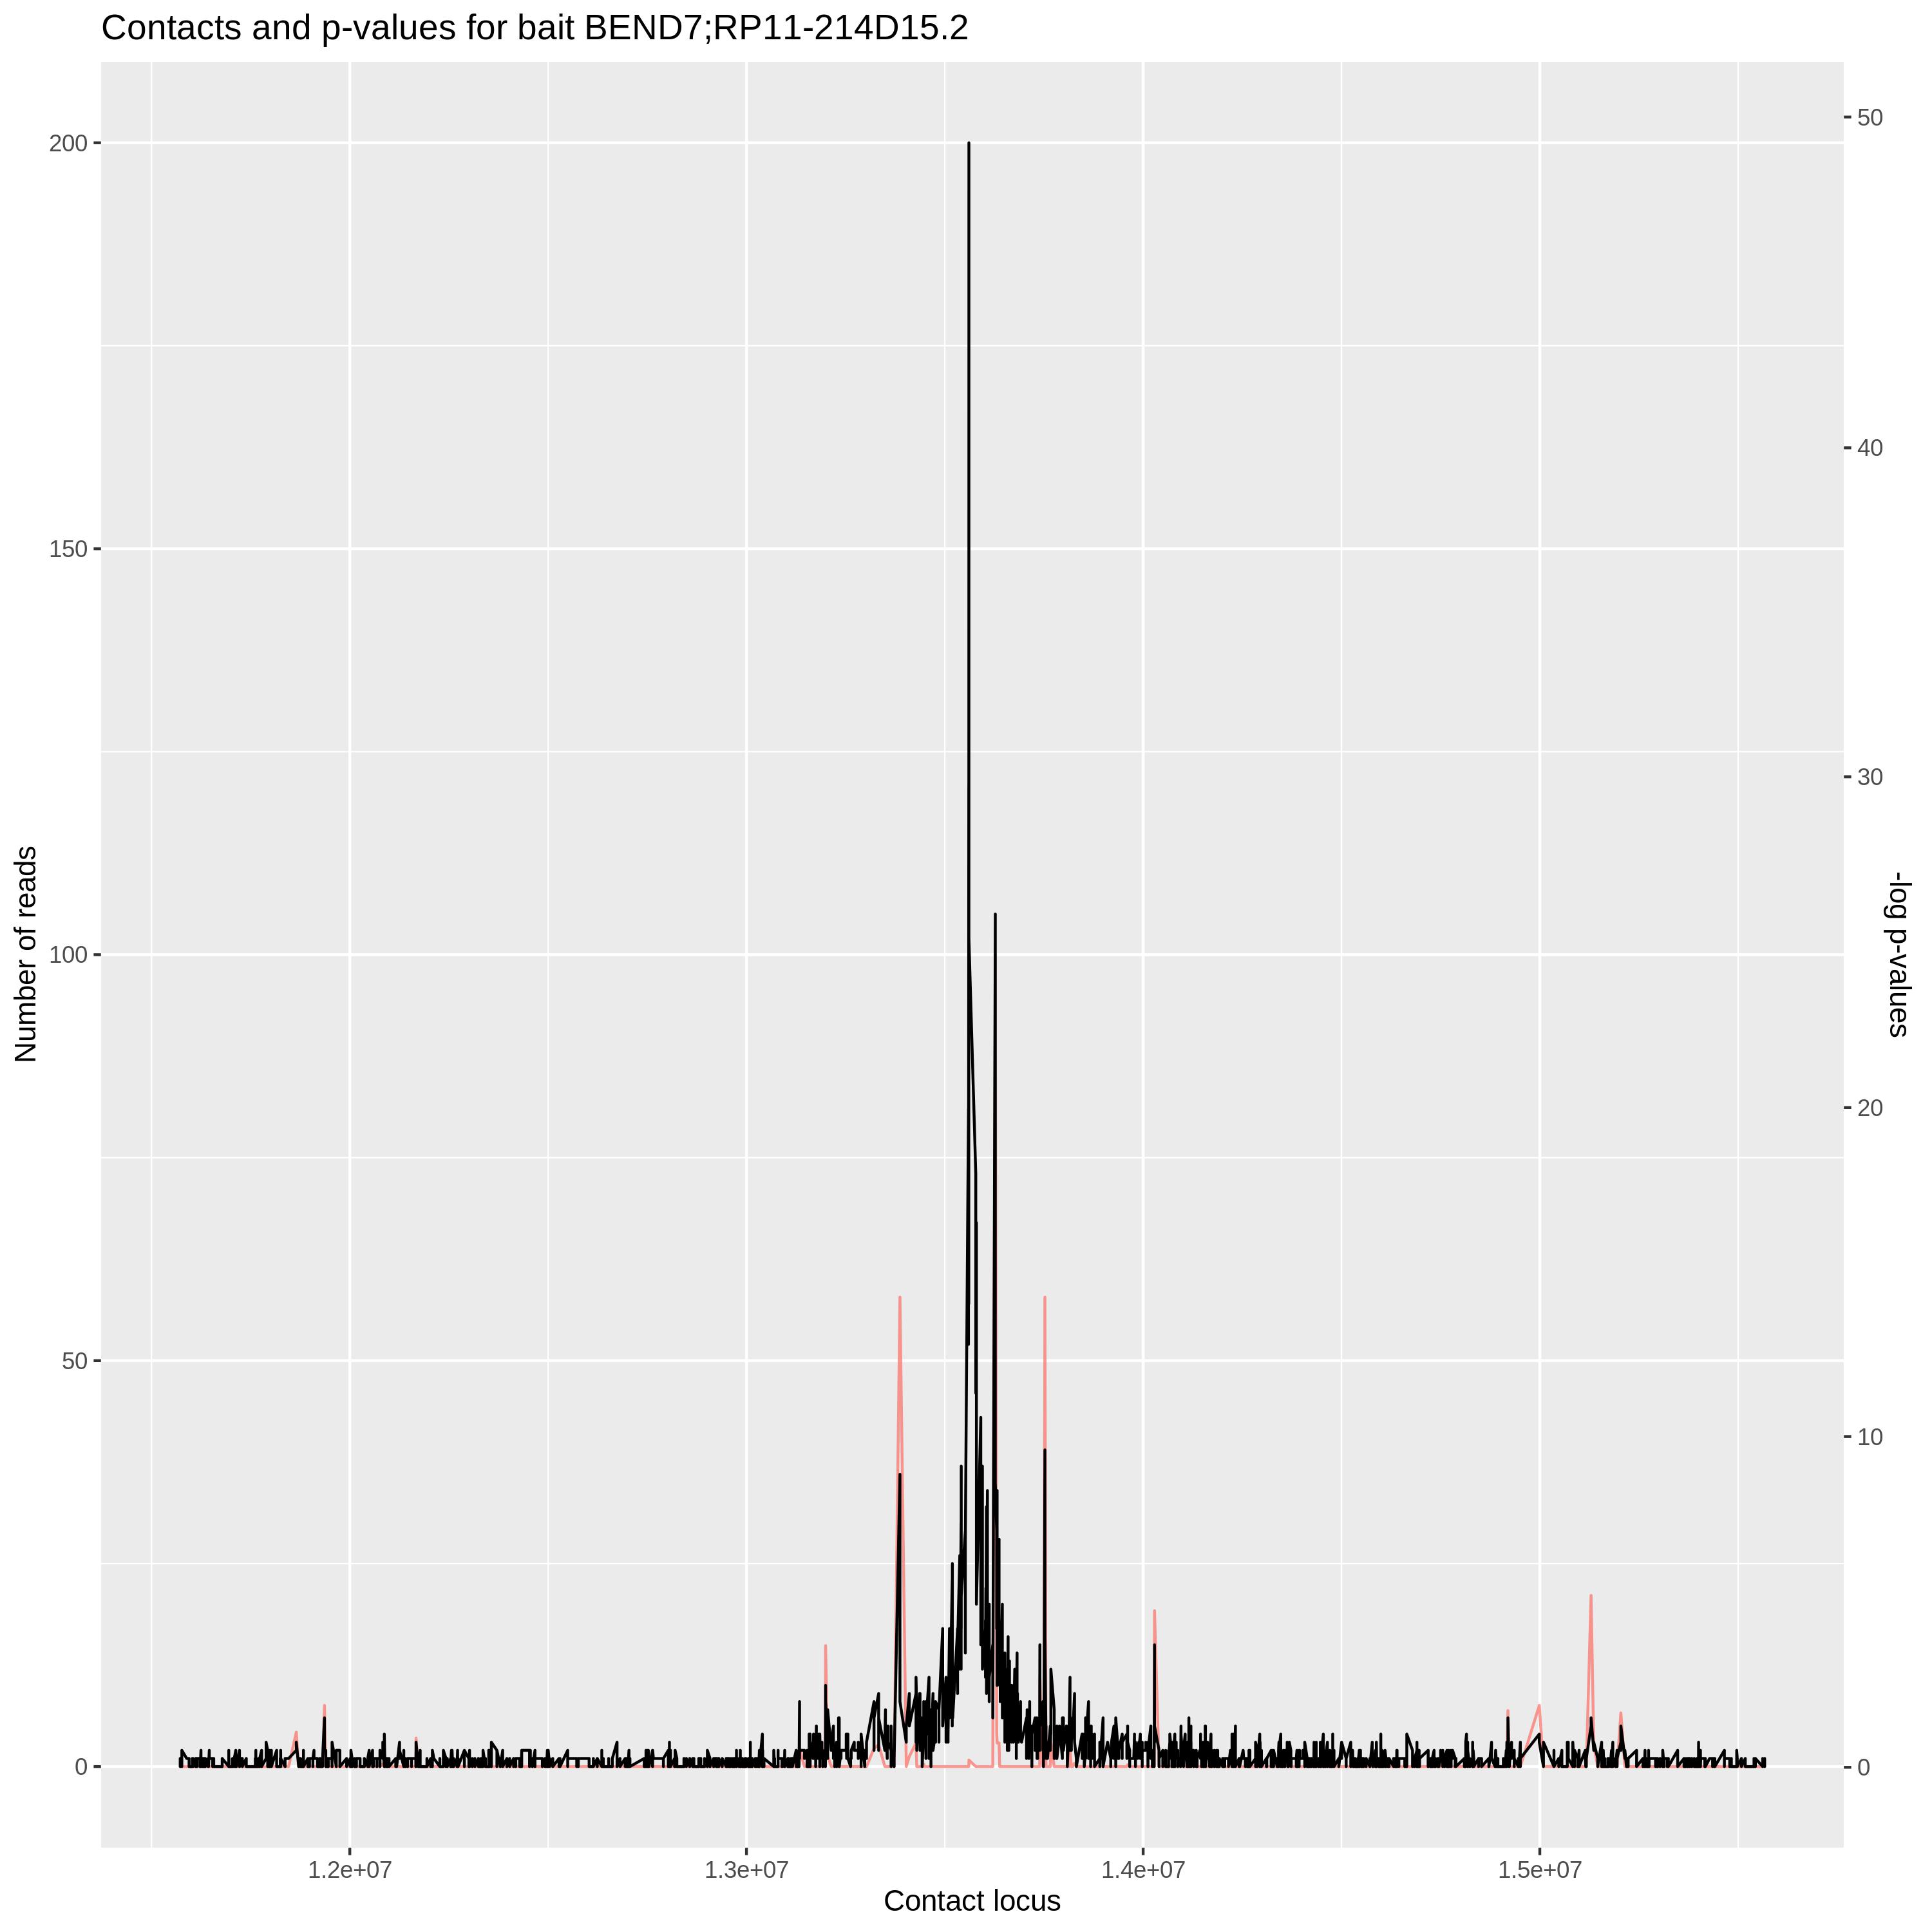 Contacts and p-values for bait BEND7;RP11-214D15.2
200
150
100
50
0
Number of reads
50
40
30
20
10
0
-log p-values
1.2e+07
1.3e+07
1.4e+07
1.5e+07
Contact locus